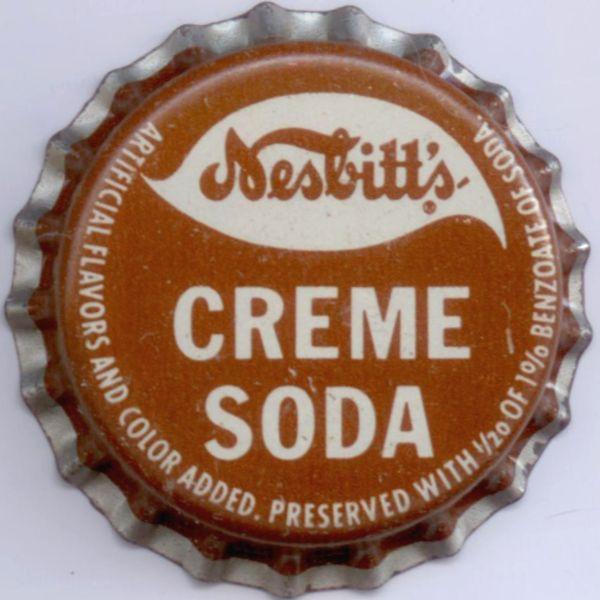 Nesbitt's®
CREME
SODA
ARTIFICIAL FLAVORS AND COLOR ADDED. PRESERVED WITH 1/20 OF 1% BENZOATE OF SODA.